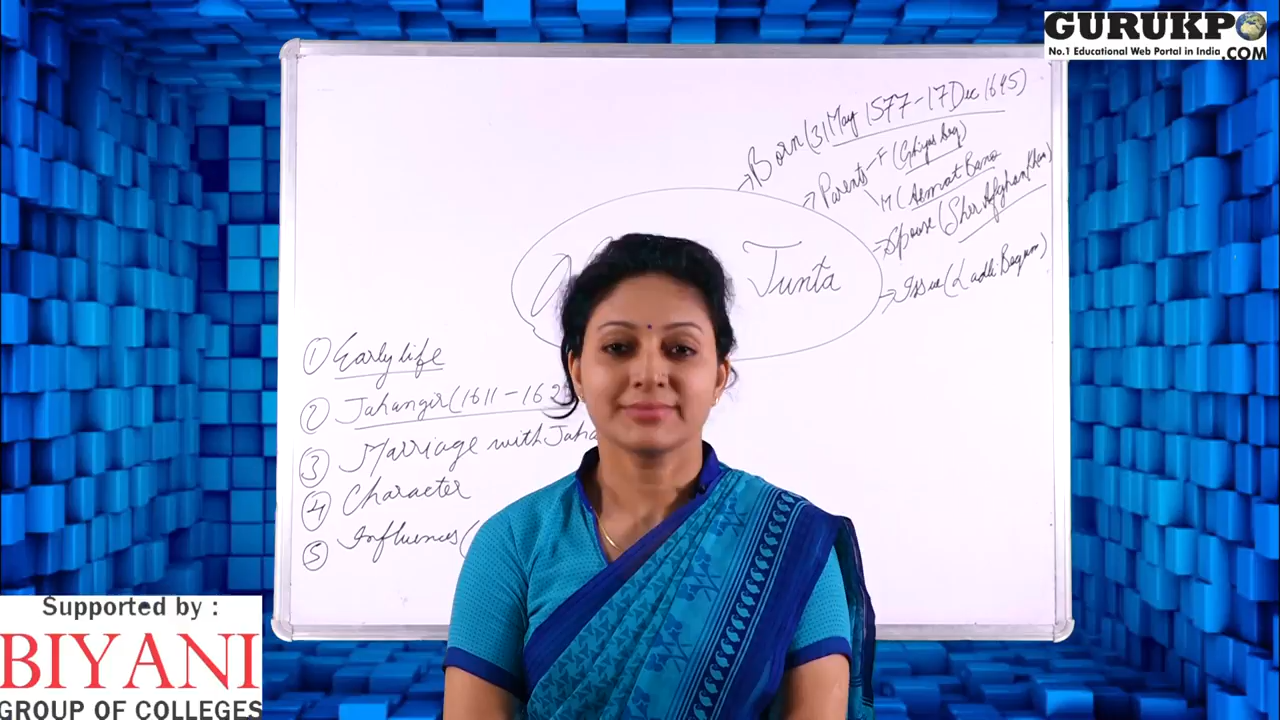 GURUKPO
No.1 Educational Web Portal in India .COM
Born (31 May 1577 - 17 Dec 1645)
Parents - F (Ghiyas Beg)
M (Asmat Bano
Spouse (Sher Afghan Khan)
Issue (Ladli Begum)
Junta
① Early life
② Jahangir (1611 - 162
③ Marriage with Jaha
④ Character
⑤ Influences (
Supported by :
BIYANI
GROUP OF COLLEGES